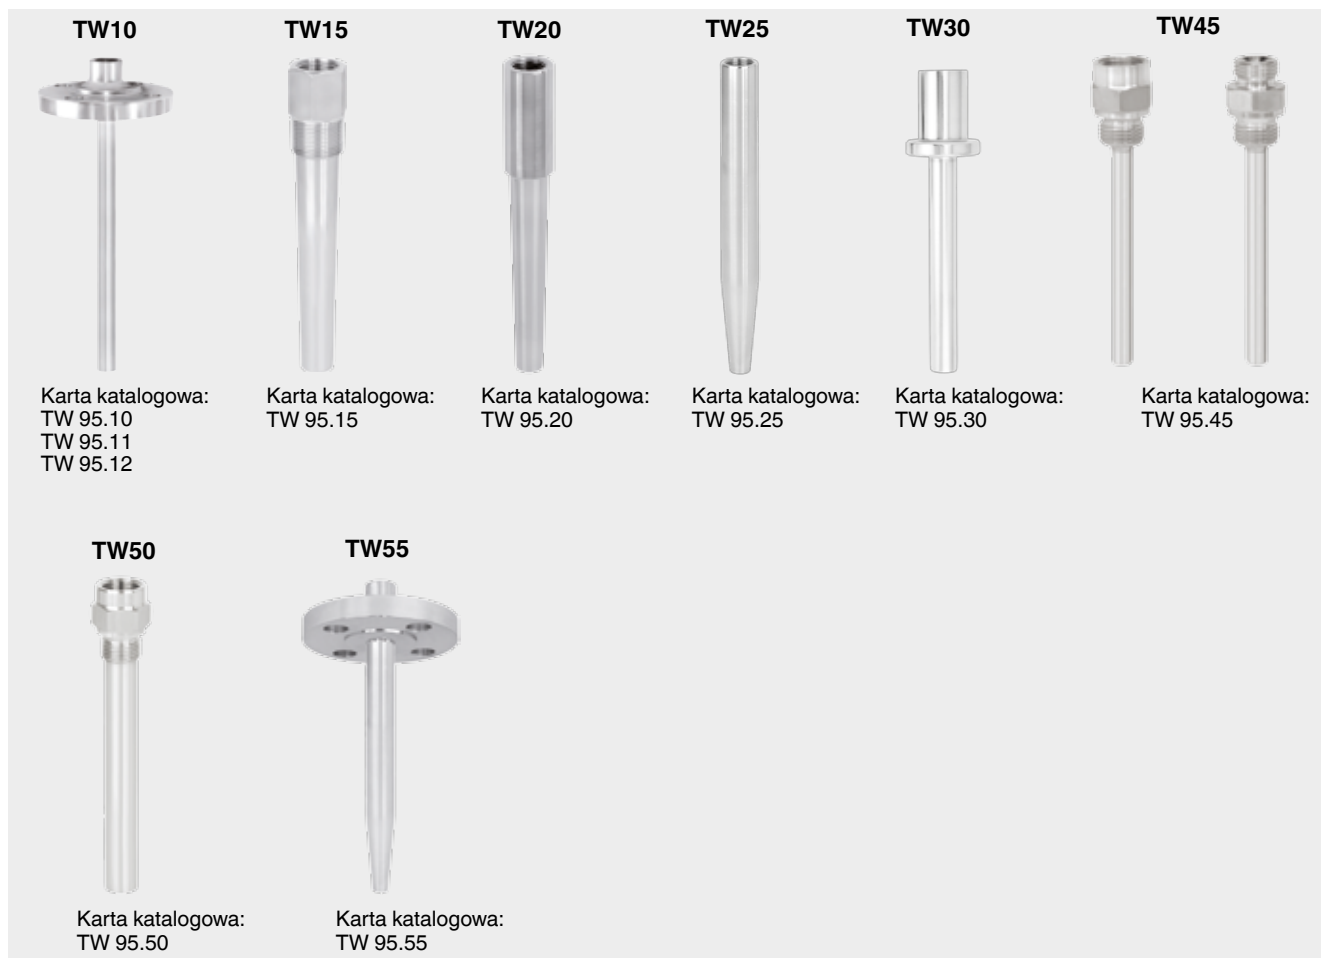 TW10
TW15
TW20
TW25
TW30
TW45
Karta katalogowa:
TW 95.10
TW 95.11
TW 95.12
Karta katalogowa:
TW 95.15
Karta katalogowa:
TW 95.20
Karta katalogowa:
TW 95.25
Karta katalogowa:
TW 95.30
Karta katalogowa:
TW 95.45
TW50
TW55
Karta katalogowa:
TW 95.50
Karta katalogowa:
TW 95.55